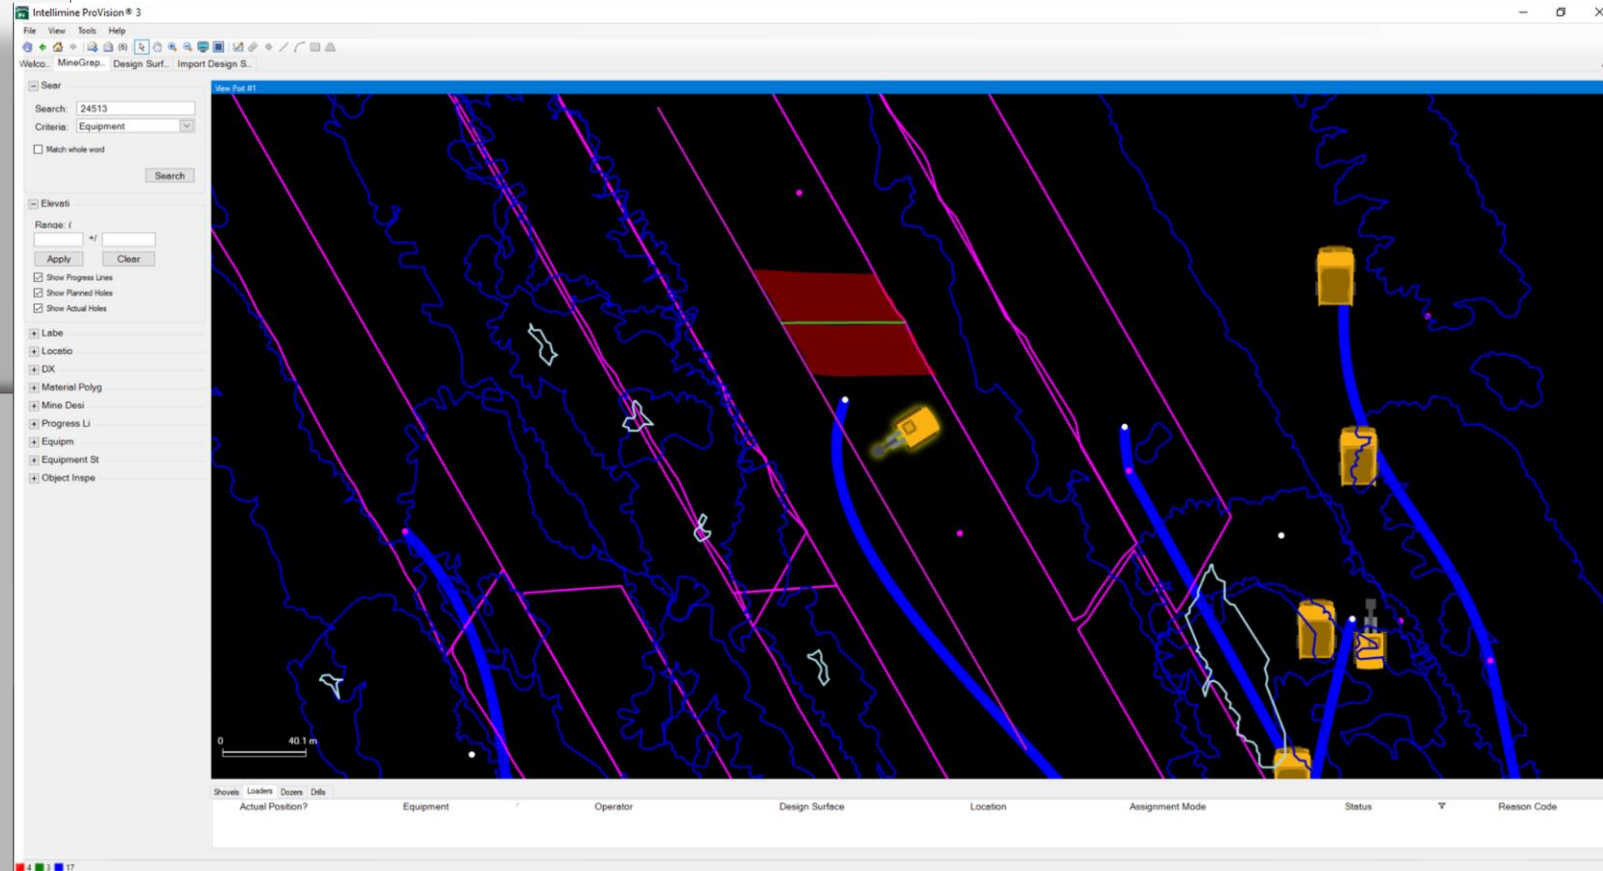 Intellimine ProVision® 3
File View Tools Help
(6)
Welco... MineGrap... Design Surf... Import Design S...
Sear
Search: 24513
Criteria: Equipment
Match whole word
Search
Elevati
Range: (
+/
Apply Clear
Show Progress Lines
Show Planned Holes
Show Actual Holes
Labe
Locatio
DX
Material Polyg
Mine Desi
Progress Li
Equipm
Equipment St
Object Inspe
View Port #1
0 40.1 m
Shovels Loaders Dozers Drills
Actual Position? Equipment Operator Design Surface Location Assignment Mode Status Reason Code
4 3 17